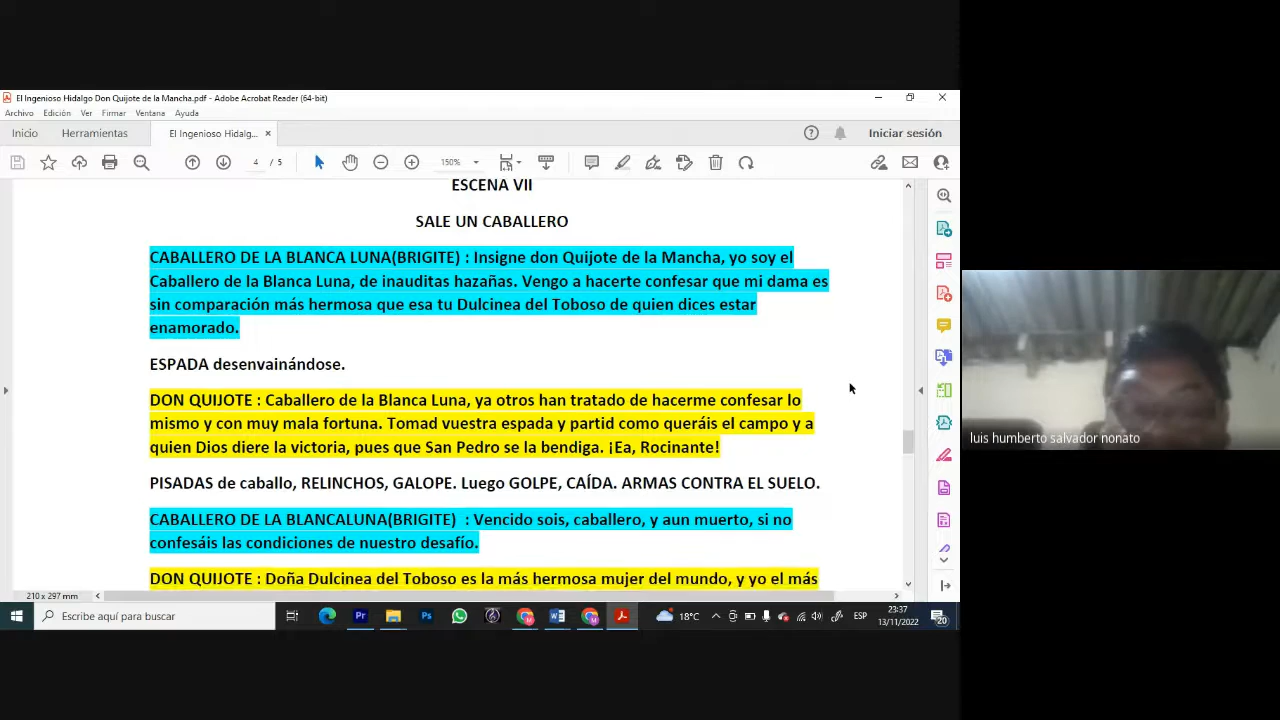 El Ingenioso Hidalgo Don Quijote de la Mancha.pdf - Adobe Acrobat Reader (64-bit)
Archivo Edición Ver Firmar Ventana Ayuda
Inicio Herramientas El Ingenioso Hidalgo... × Iniciar sesión
4 / 5 150%
ESCENA VII
SALE UN CABALLERO
CABALLERO DE LA BLANCA LUNA(BRIGITE) : Insigne don Quijote de la Mancha, yo soy el
Caballero de la Blanca Luna, de inauditas hazañas. Vengo a hacerte confesar que mi dama es
sin comparación más hermosa que esa tu Dulcinea del Toboso de quien dices estar
enamorado.
ESPADA desenvainándose.
DON QUIJOTE : Caballero de la Blanca Luna, ya otros han tratado de hacerme confesar lo
mismo y con muy mala fortuna. Tomad vuestra espada y partid como queráis el campo y a
quien Dios diere la victoria, pues que San Pedro se la bendiga. ¡Ea, Rocinante!
PISADAS de caballo, RELINCHOS, GALOPE. Luego GOLPE, CAÍDA. ARMAS CONTRA EL SUELO.
CABALLERO DE LA BLANCALUNA(BRIGITE) : Vencido sois, caballero, y aun muerto, si no
confesáis las condiciones de nuestro desafío.
DON QUIJOTE : Doña Dulcinea del Toboso es la más hermosa mujer del mundo, y yo el más
210 x 297 mm
luis humberto salvador nonato
Escribe aquí para buscar
Pr
Ps
18°C
ESP
23:37
13/11/2022
20